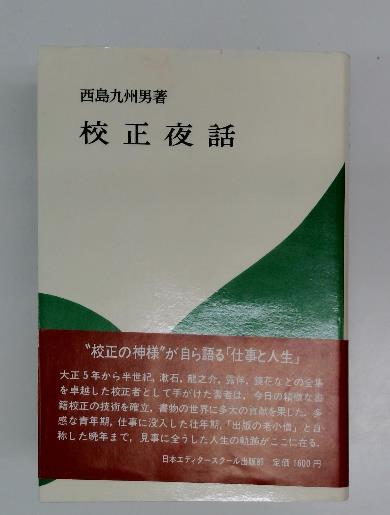 西島九州男著
校正夜話
"校正の神様"が自ら語る「仕事と人生」
大正5年から半世紀，漱石，龍之介，露伴，鏡花などの全集
を卓越した校正者として手がけた著者は，今日の精緻な書
籍校正の技術を確立，書物の世界に多大の貢献を果した。多
感な青年期，仕事に没入した壮年期，「出版の老小僧」と自
称した晩年まで，見事に全うした人生の軌跡がここに在る。
日本エディタースクール出版部 定価1600円